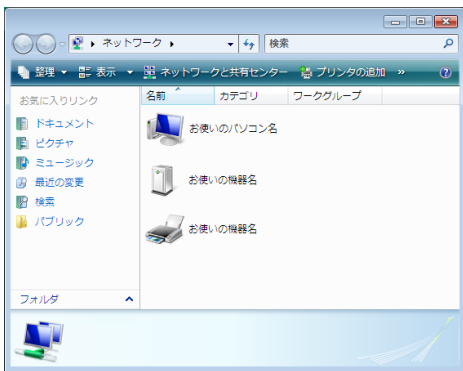 ネットワーク
検索
整理 表示 ネットワークと共有センター プリンタの追加 »
お気に入りリンク
ドキュメント
ピクチャ
ミュージック
最近の変更
検索
パブリック
フォルダ
名前 カテゴリ ワークグループ
お使いのパソコン名
お使いの機器名
お使いの機器名